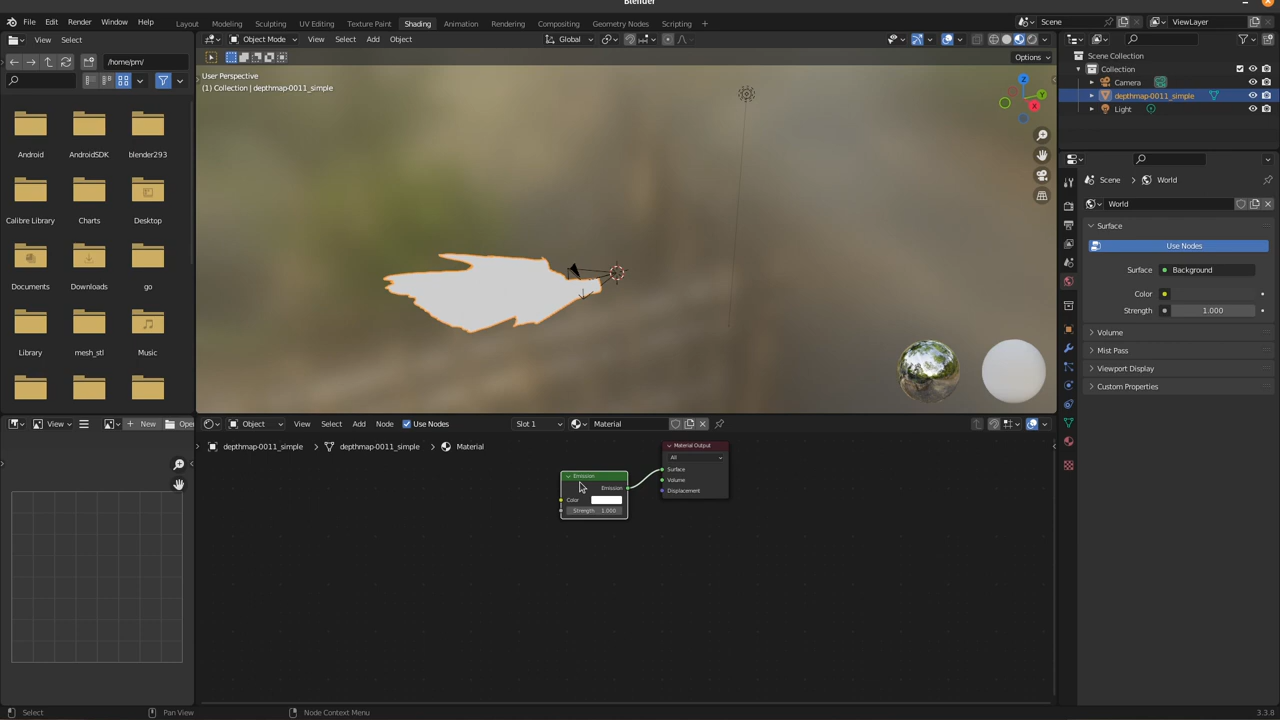 Blender
File Edit Render Window Help Layout Modeling Sculpting UV Editing Texture Paint Shading Animation Rendering Compositing Geometry Nodes Scripting + Scene ViewLayer
View Select
Object Mode View Select Add Object Global
Options
/home/pm/
Android AndroidSDK blender293
Calibre Library Charts Desktop
Documents Downloads go
Library mesh_stl Music
User Perspective
(1) Collection | depthmap-0011_simple
Z
Y
X
Scene Collection
Collection
Camera
depthmap-0011_simple
Light
Scene World
World
Surface
Use Nodes
Surface Background
Color
Strength 1.000
Volume
Mist Pass
Viewport Display
Custom Properties
View + New Open
Object View Select Add Node Use Nodes Slot 1 Material
depthmap-0011_simple depthmap-0011_simple Material
Material Output
All
Surface
Volume
Displacement
Emission
Emission
Color
Strength 1.000
Select Pan View Node Context Menu 3.3.8